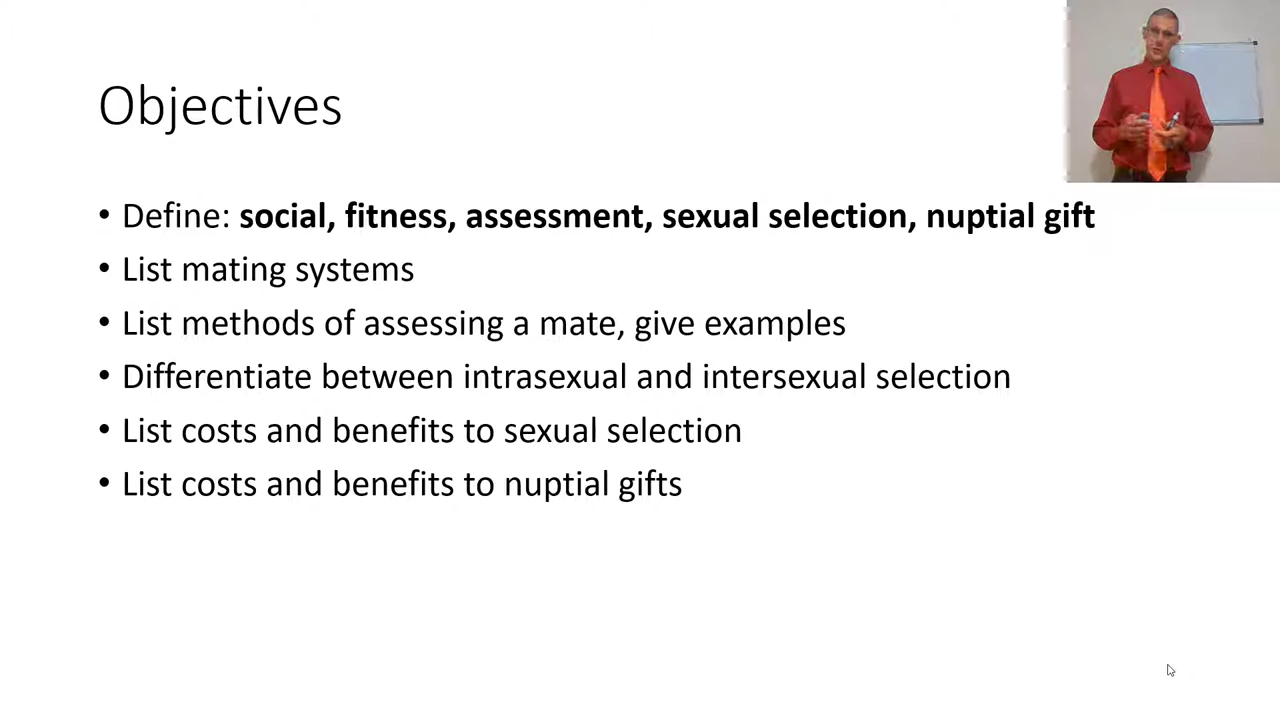 Objectives
• Define: social, fitness, assessment, sexual selection, nuptial gift
• List mating systems
• List methods of assessing a mate, give examples
• Differentiate between intrasexual and intersexual selection
• List costs and benefits to sexual selection
• List costs and benefits to nuptial gifts